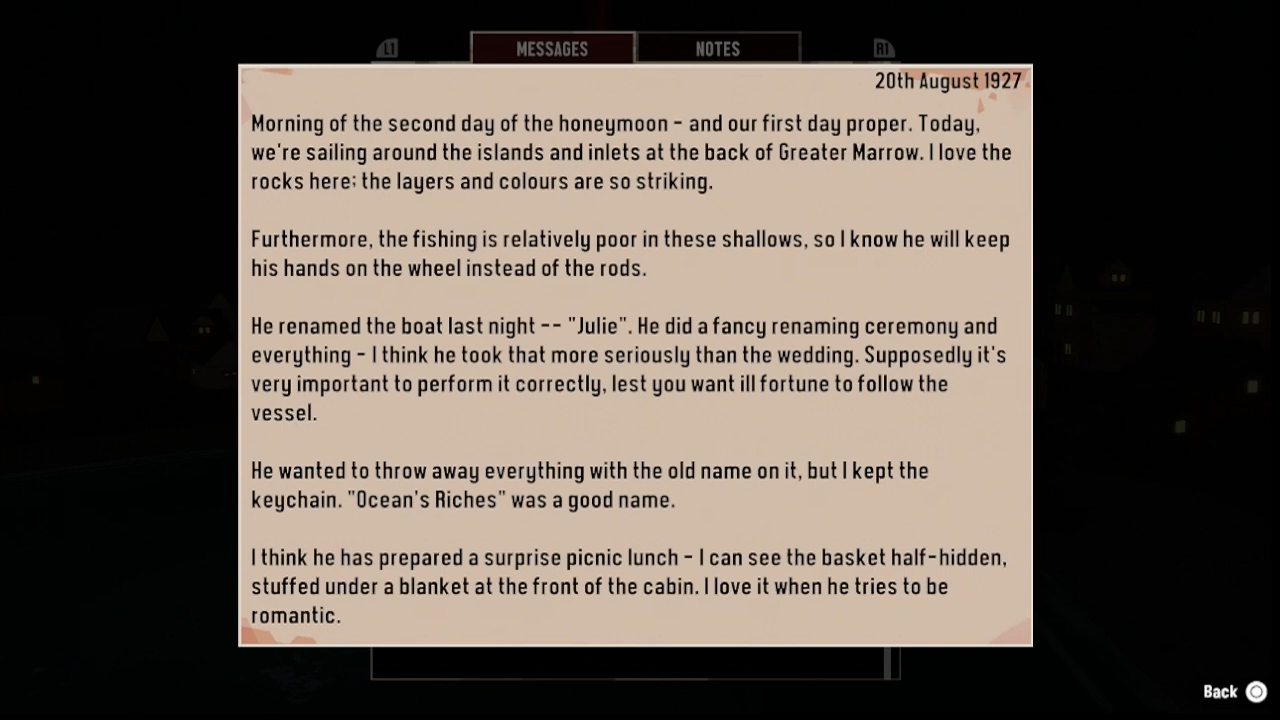 L1
MESSAGES
NOTES
R1
20th August 1927
Morning of the second day of the honeymoon - and our first day proper. Today,
we're sailing around the islands and inlets at the back of Greater Marrow. I love the
rocks here; the layers and colours are so striking.
Furthermore, the fishing is relatively poor in these shallows, so I know he will keep
his hands on the wheel instead of the rods.
He renamed the boat last night -- "Julie". He did a fancy renaming ceremony and
everything - I think he took that more seriously than the wedding. Supposedly it's
very important to perform it correctly, lest you want ill fortune to follow the
vessel.
He wanted to throw away everything with the old name on it, but I kept the
keychain. "Ocean's Riches" was a good name.
I think he has prepared a surprise picnic lunch - I can see the basket half-hidden,
stuffed under a blanket at the front of the cabin. I love it when he tries to be
romantic.
Back